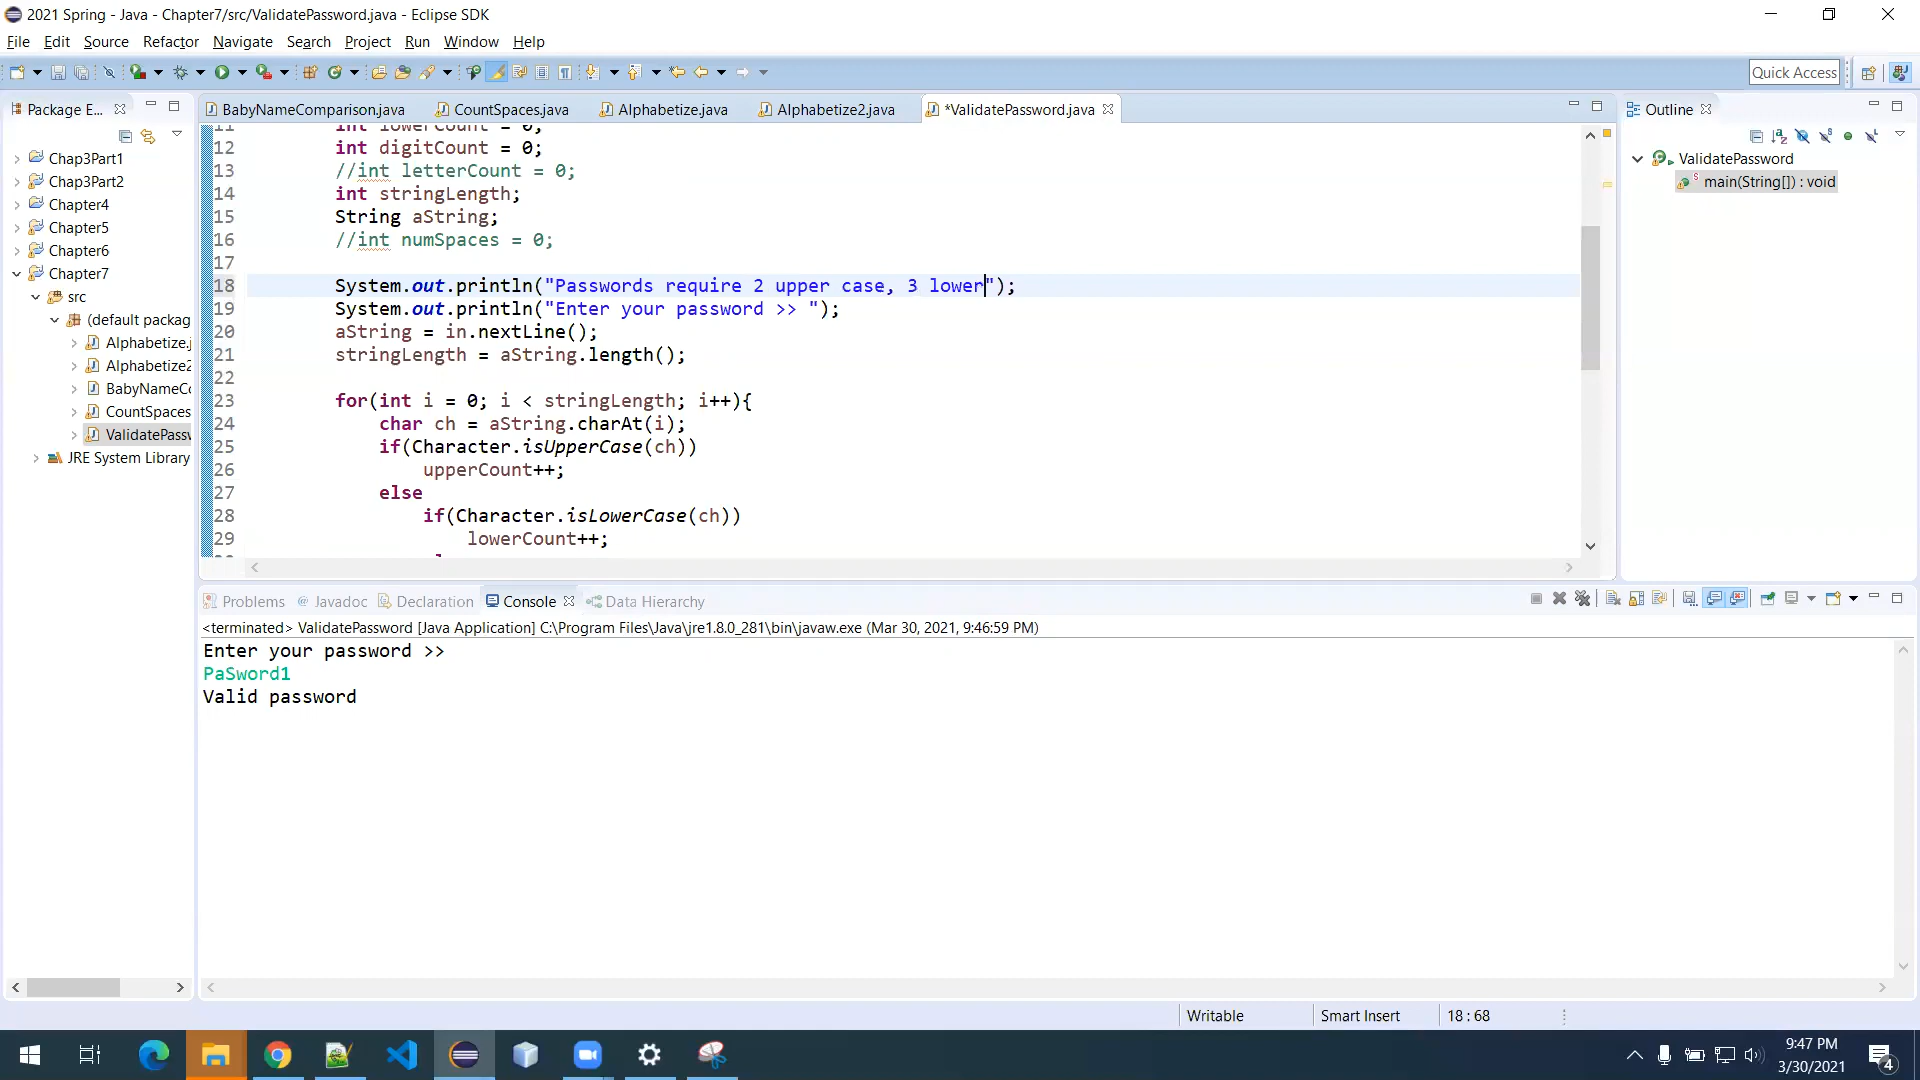 2021 Spring - Java - Chapter7/src/ValidatePassword.java - Eclipse SDK
File Edit Source Refactor Navigate Search Project Run Window Help
Quick Access
Package E...
BabyNameComparison.java CountSpaces.java Alphabetize.java Alphabetize2.java *ValidatePassword.java
Outline
Chap3Part1
Chap3Part2
Chapter4
Chapter5
Chapter6
Chapter7
src
(default packag
Alphabetize.j
Alphabetize2
BabyNameCo
CountSpaces
ValidatePassw
JRE System Library
11 int lowerCount = 0;
12 int digitCount = 0;
13 //int letterCount = 0;
14 int stringLength;
15 String aString;
16 //int numSpaces = 0;
17
18 System.out.println("Passwords require 2 upper case, 3 lower");
19 System.out.println("Enter your password >> ");
20 aString = in.nextLine();
21 stringLength = aString.length();
22
23 for(int i = 0; i < stringLength; i++){
24 char ch = aString.charAt(i);
25 if(Character.isUpperCase(ch))
26 upperCount++;
27 else
28 if(Character.isLowerCase(ch))
29 lowerCount++;
ValidatePassword
main(String[]) : void
Problems @ Javadoc Declaration Console Data Hierarchy
<terminated> ValidatePassword [Java Application] C:\Program Files\Java\jre1.8.0_281\bin\javaw.exe (Mar 30, 2021, 9:46:59 PM)
Enter your password >>
PaSword1
Valid password
Writable Smart Insert 18 : 68
9:47 PM
3/30/2021
4